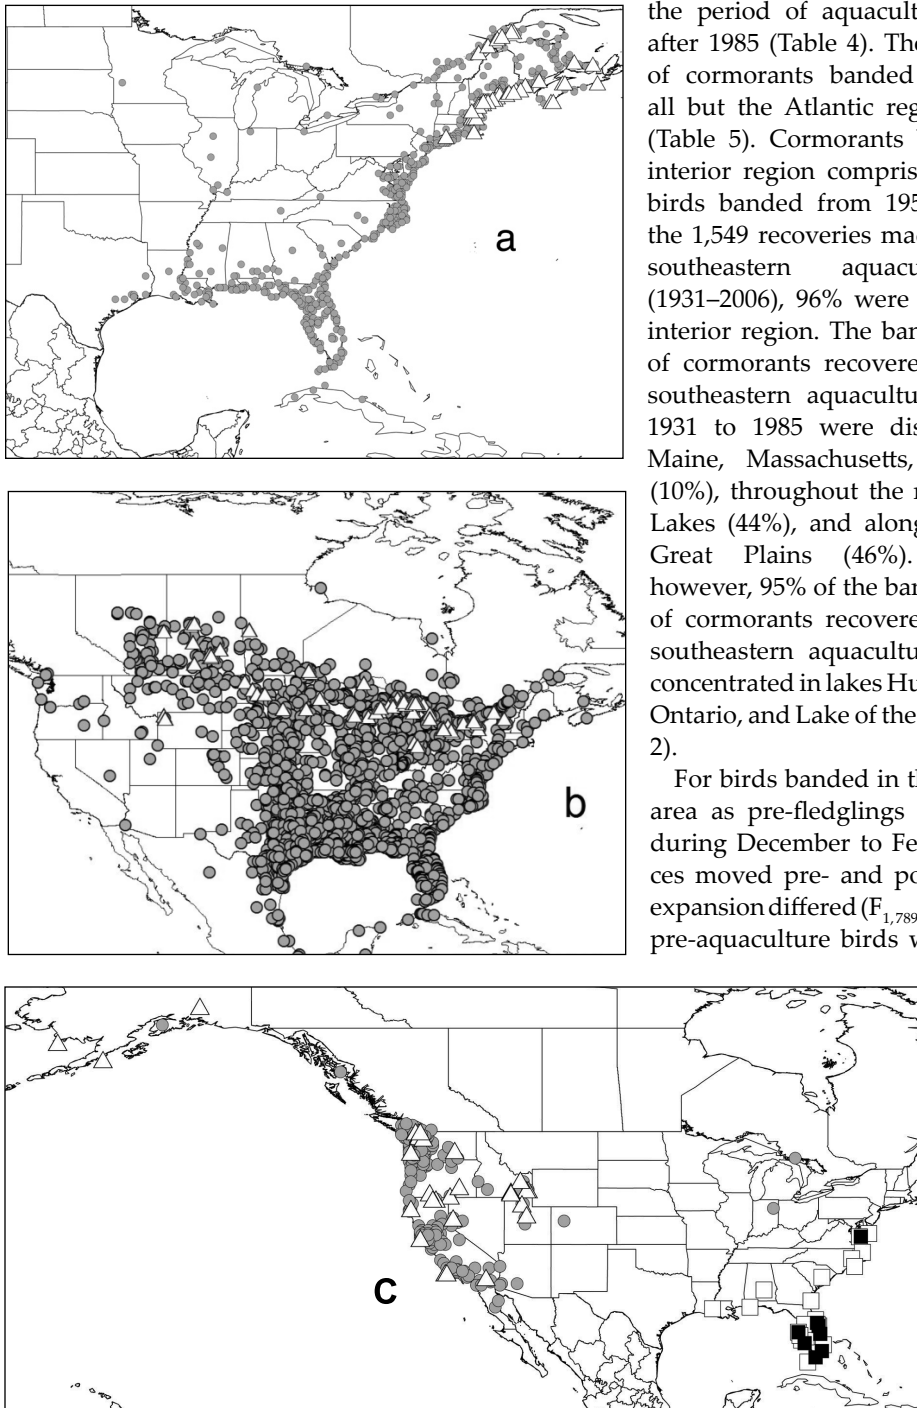 the period of aquacult
after 1985 (Table 4). The
of cormorants banded
all but the Atlantic reg
(Table 5). Cormorants
interior region compris
birds banded from 195
the 1,549 recoveries mad
southeastern aquacu
(1931–2006), 96% were
interior region. The ban
of cormorants recovere
southeastern aquacultu
1931 to 1985 were dis
Maine, Massachusetts,
(10%), throughout the
Lakes (44%), and along
Great Plains (46%).
however, 95% of the ban
of cormorants recovere
southeastern aquacultu
concentrated in lakes Hu
Ontario, and Lake of the
2).
For birds banded in th
area as pre-fledglings
during December to Fe
ces moved pre- and po
expansion differed (F1,789
pre-aquaculture birds w
a
b
c